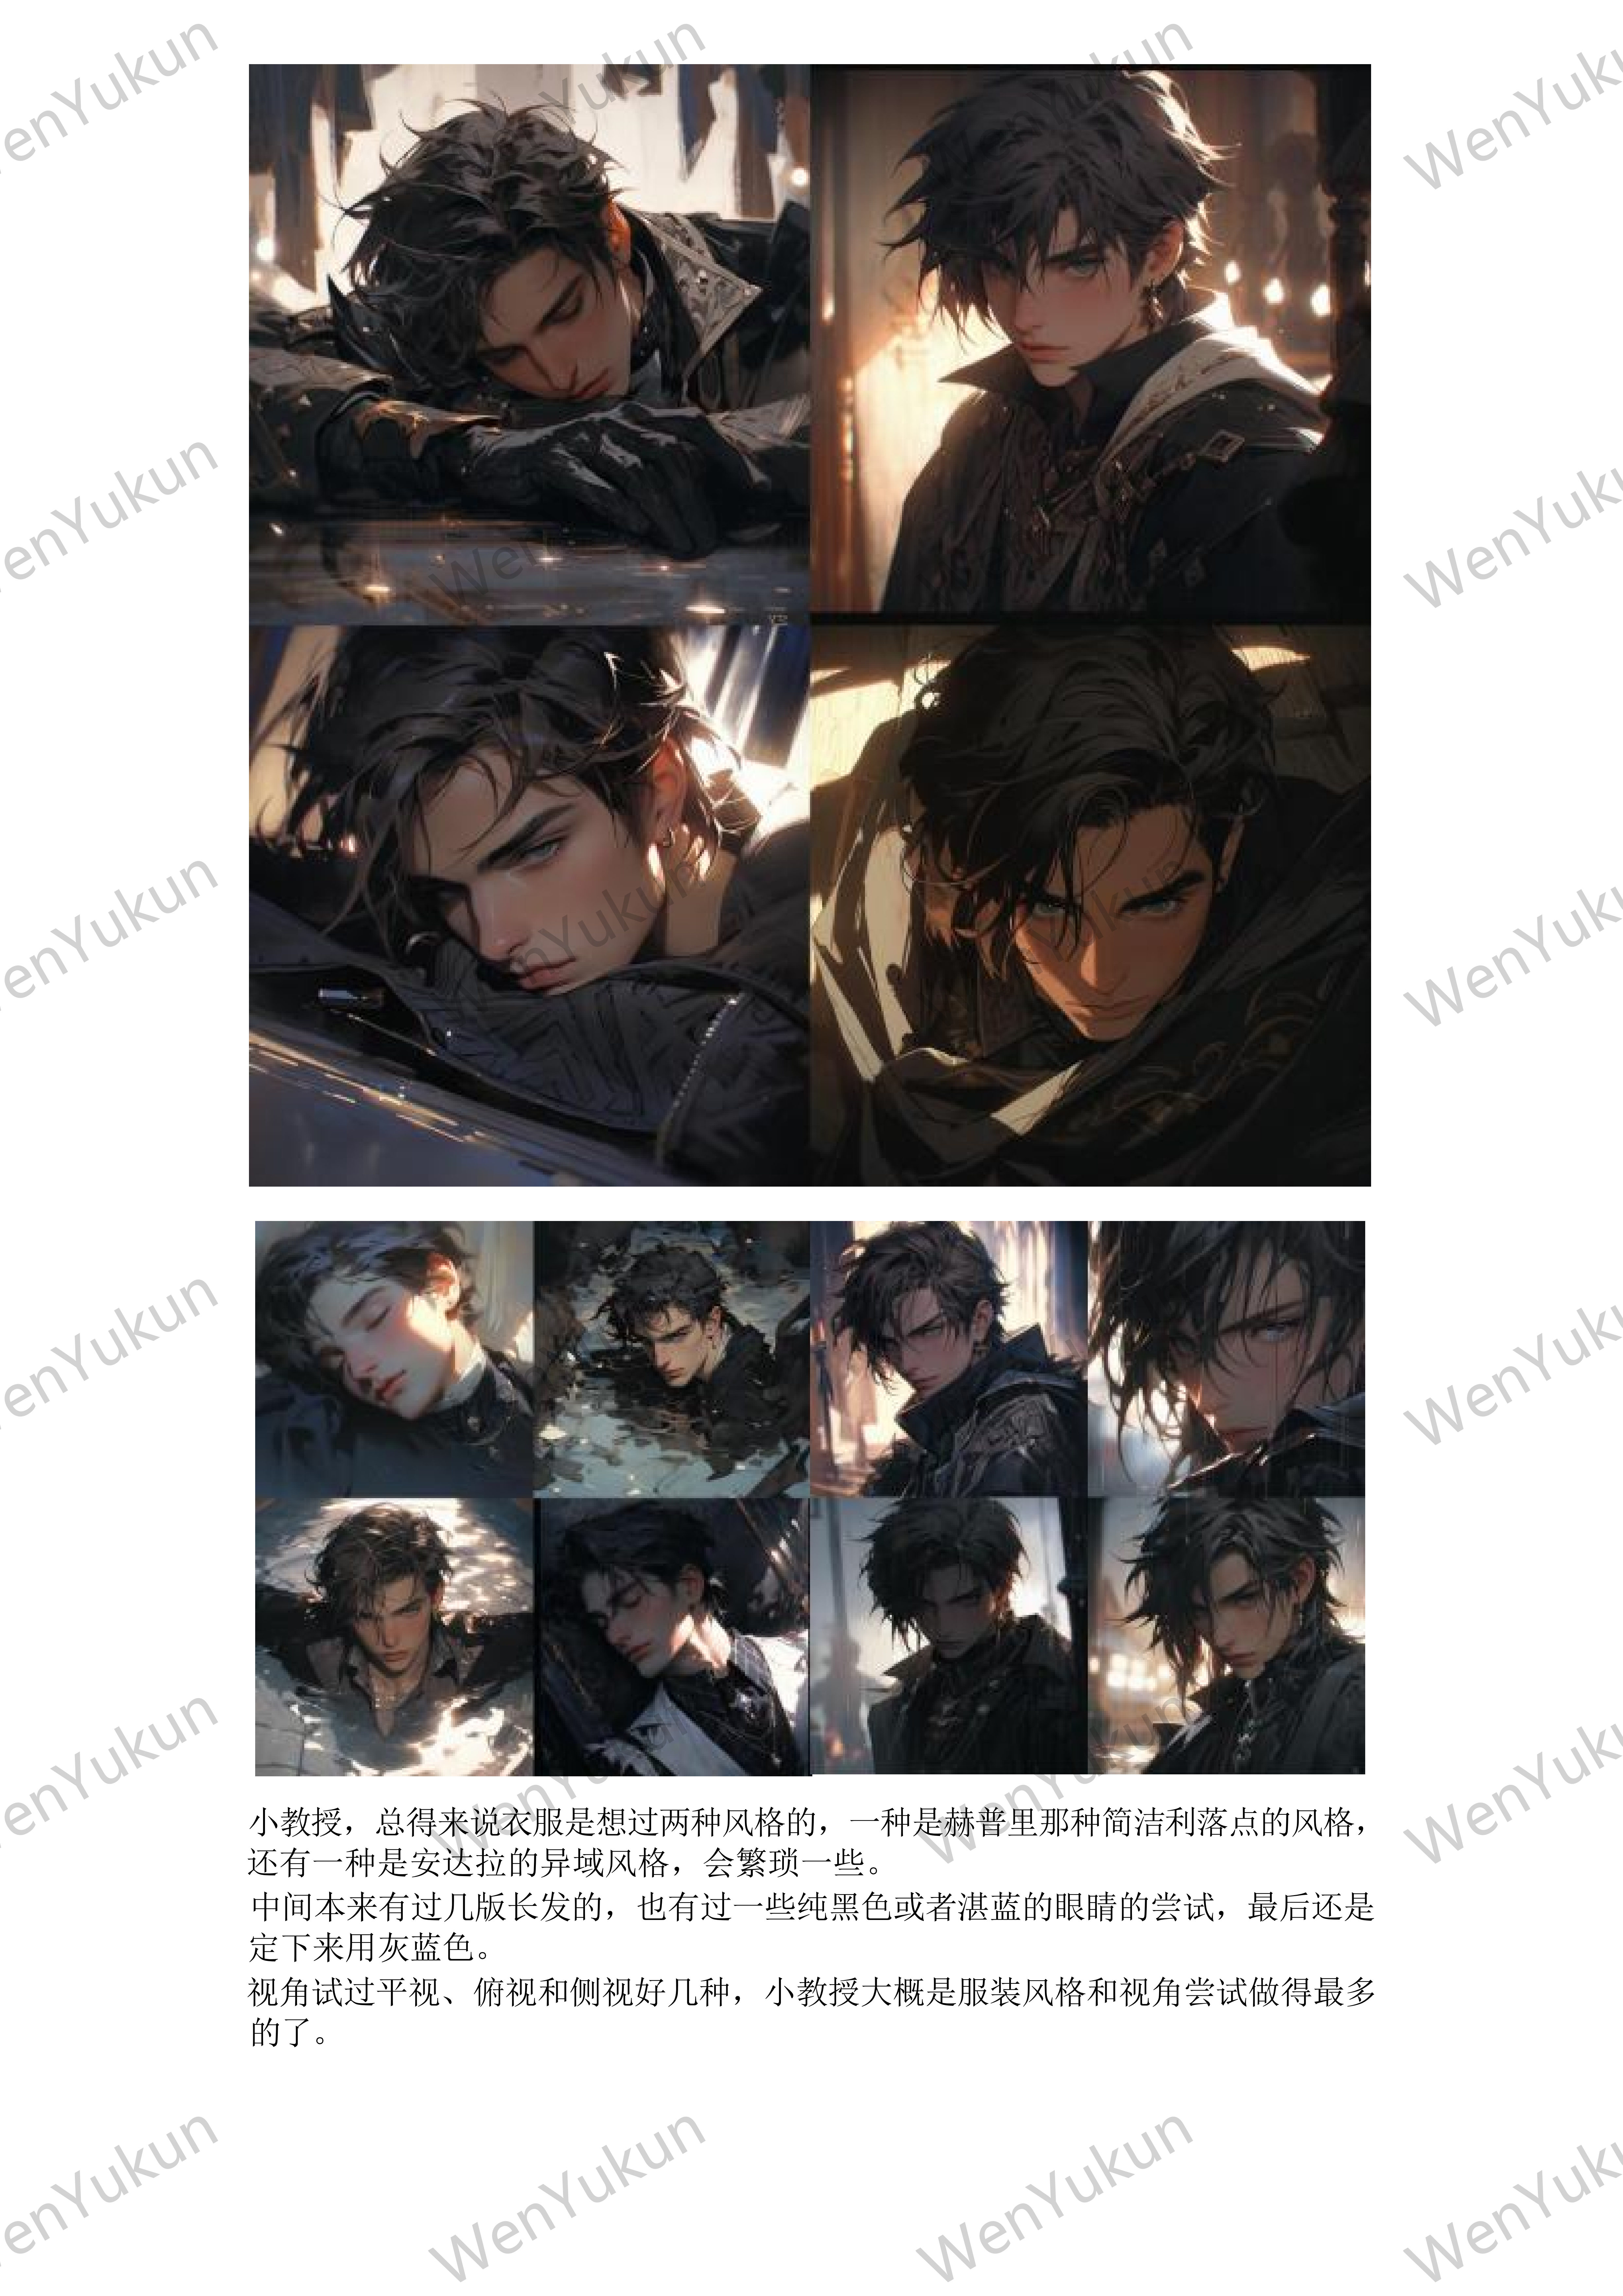 小教授，总得来说衣服是想过两种风格的，一种是赫普里那种简洁利落点的风格，
还有一种是安达拉的异域风格，会繁琐一些。
中间本来有过几版长发的，也有过一些纯黑色或者湛蓝的眼睛的尝试，最后还是
定下来用灰蓝色。
视角试过平视、俯视和侧视好几种，小教授大概是服装风格和视角尝试做得最多
的了。
WenYukun